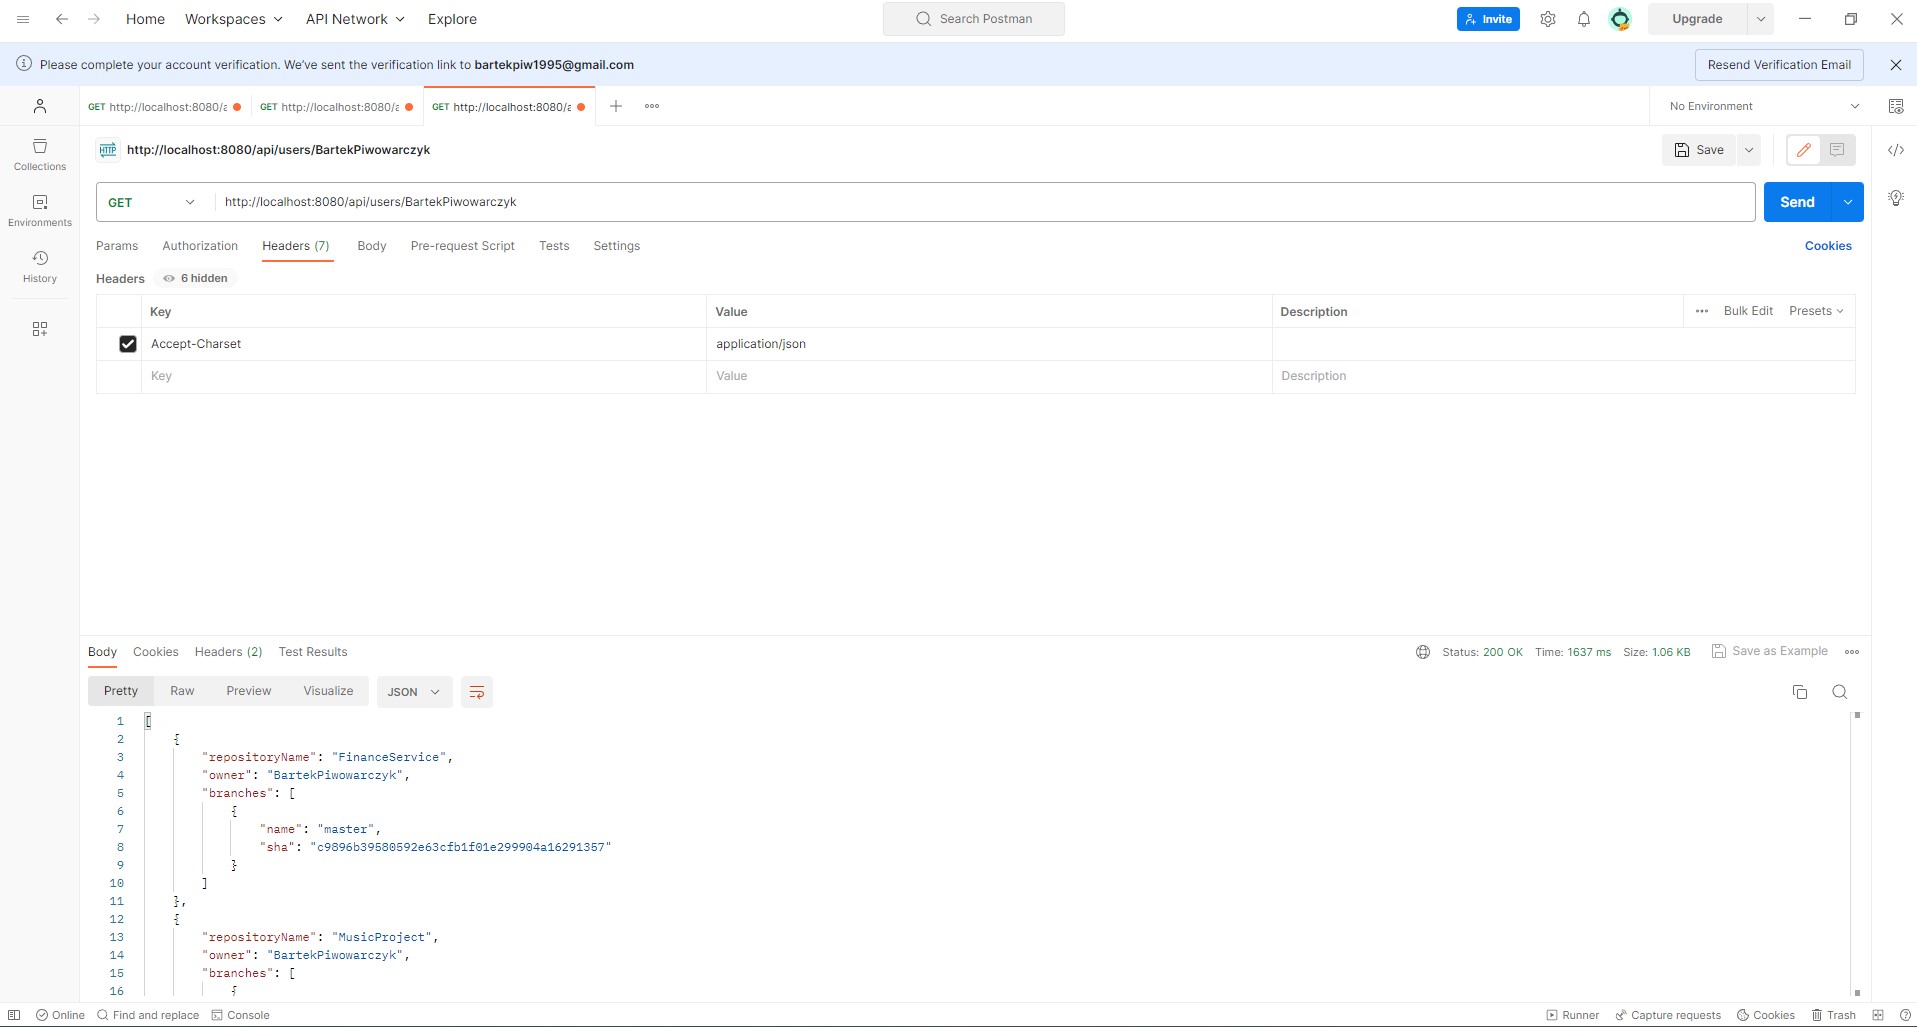 Home Workspaces API Network Explore Search Postman Invite Upgrade
Please complete your account verification. We've sent the verification link to bartekpiw1995@gmail.com Resend Verification Email
GET http://localhost:8080/a GET http://localhost:8080/a GET http://localhost:8080/a No Environment
HTTP http://localhost:8080/api/users/BartekPiwowarczyk Save
Collections
GET http://localhost:8080/api/users/BartekPiwowarczyk Send
Environments
Params Authorization Headers (7) Body Pre-request Script Tests Settings Cookies
History
Headers 6 hidden
Key Value Description Bulk Edit Presets
Accept-Charset application/json
Key Value Description
Body Cookies Headers (2) Test Results Status: 200 OK Time: 1637 ms Size: 1.06 KB Save as Example
Pretty Raw Preview Visualize JSON
1 [
2 {
3 "repositoryName": "FinanceService",
4 "owner": "BartekPiwowarczyk",
5 "branches": [
6 {
7 "name": "master",
8 "sha": "c9896b39580592e63cfb1f01e299904a16291357"
9 }
10 ]
11 },
12 {
13 "repositoryName": "MusicProject",
14 "owner": "BartekPiwowarczyk",
15 "branches": [
16 {
Online Find and replace Console Runner Capture requests Cookies Trash